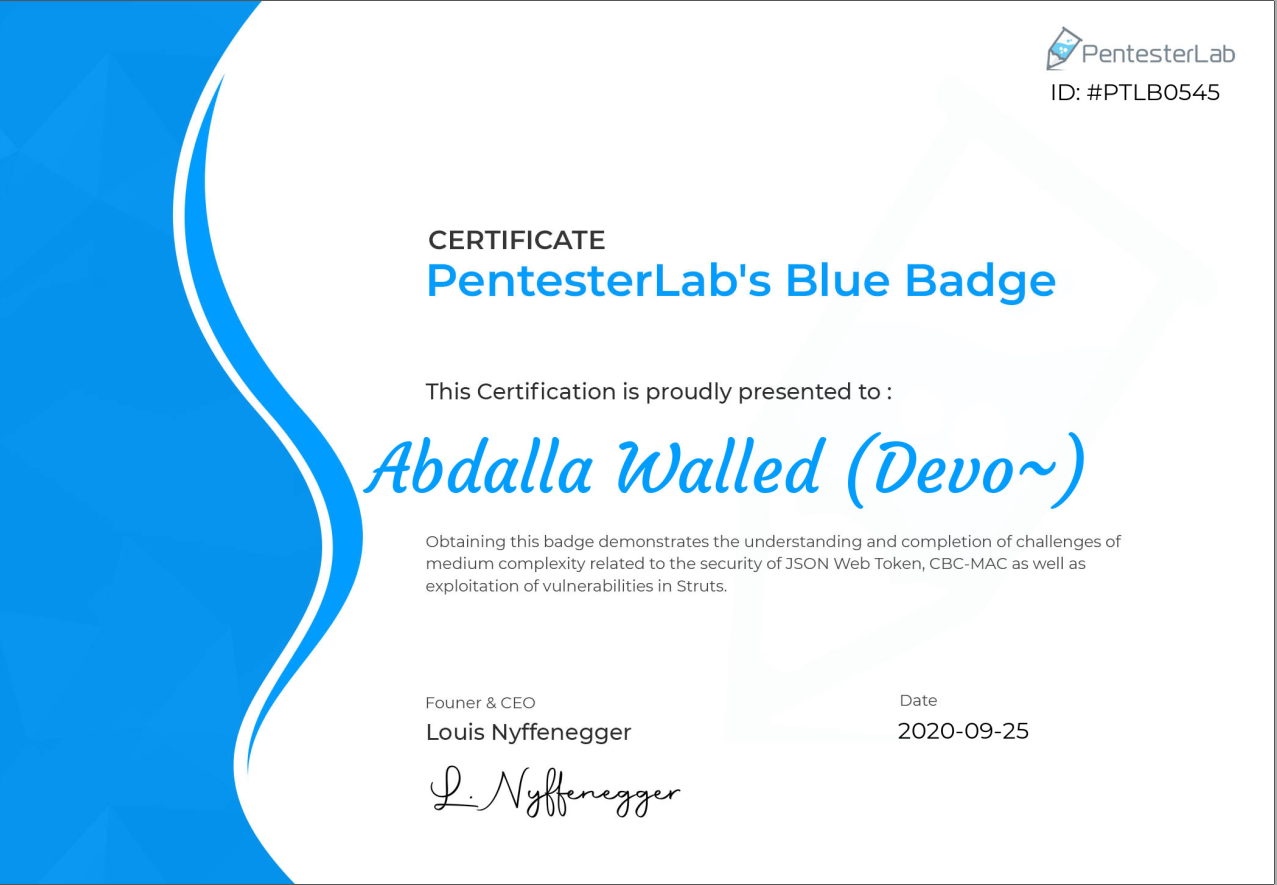 PentesterLab
ID: #PTLB0545
CERTIFICATE
PentesterLab's Blue Badge
This Certification is proudly presented to :
Abdalla Walled (Devo~)
Obtaining this badge demonstrates the understanding and completion of challenges of
medium complexity related to the security of JSON Web Token, CBC-MAC as well as
exploitation of vulnerabilities in Struts.
Founer & CEO
Louis Nyffenegger
L. Nyffenegger
Date
2020-09-25